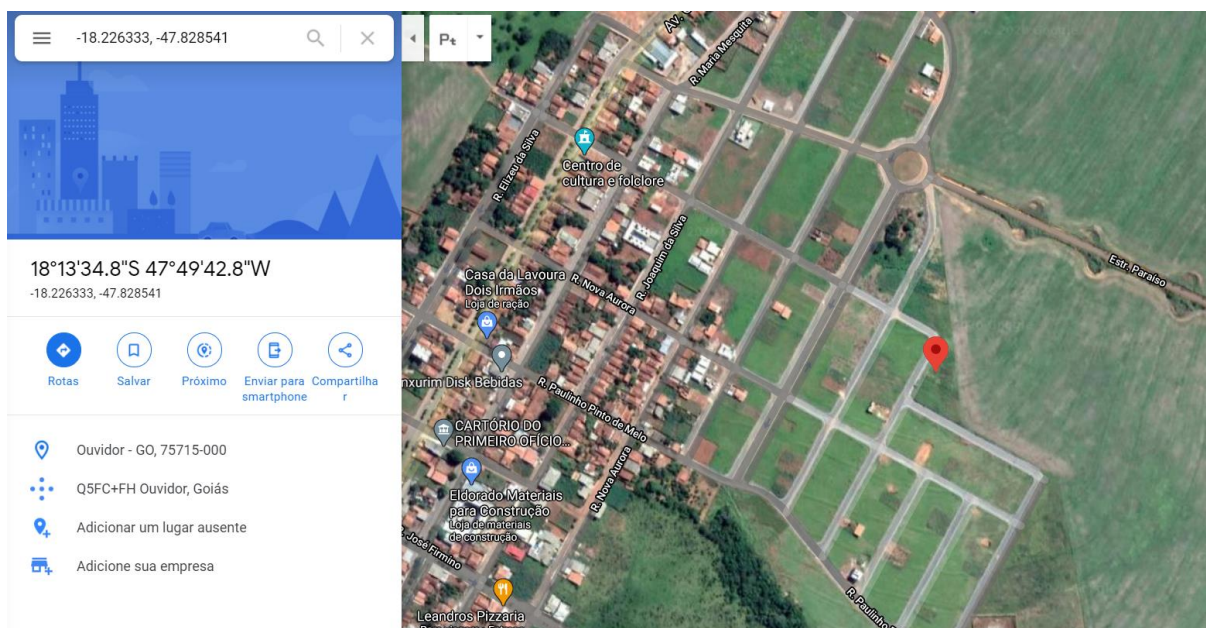 -18.226333, -47.828541
18°13'34.8"S 47°49'42.8"W
-18.226333, -47.828541
Rotas
Salvar
Próximo
Enviar para
smartphone
Compartilha
r
Ouvidor - GO, 75715-000
Q5FC+FH Ouvidor, Goiás
Adicionar um lugar ausente
Adicione sua empresa
R. Maria Mesquita
R. Elizeu da Silva
Centro de
cultura e folclore
R. Joaquim da Silva
Estr. Paraíso
Casa da Lavoura
Dois Irmãos
Loja de ração
R. Nova Aurora
nxurim Disk Bebidas
R. Paulinho Pinto de Melo
CARTÓRIO DO
PRIMEIRO OFÍCIO...
R. Nova Aurora
Eldorado Materiais
para Construção
Loja de materiais
de construção
José Firmino
Leandros Pizzaria
R. Paulinho